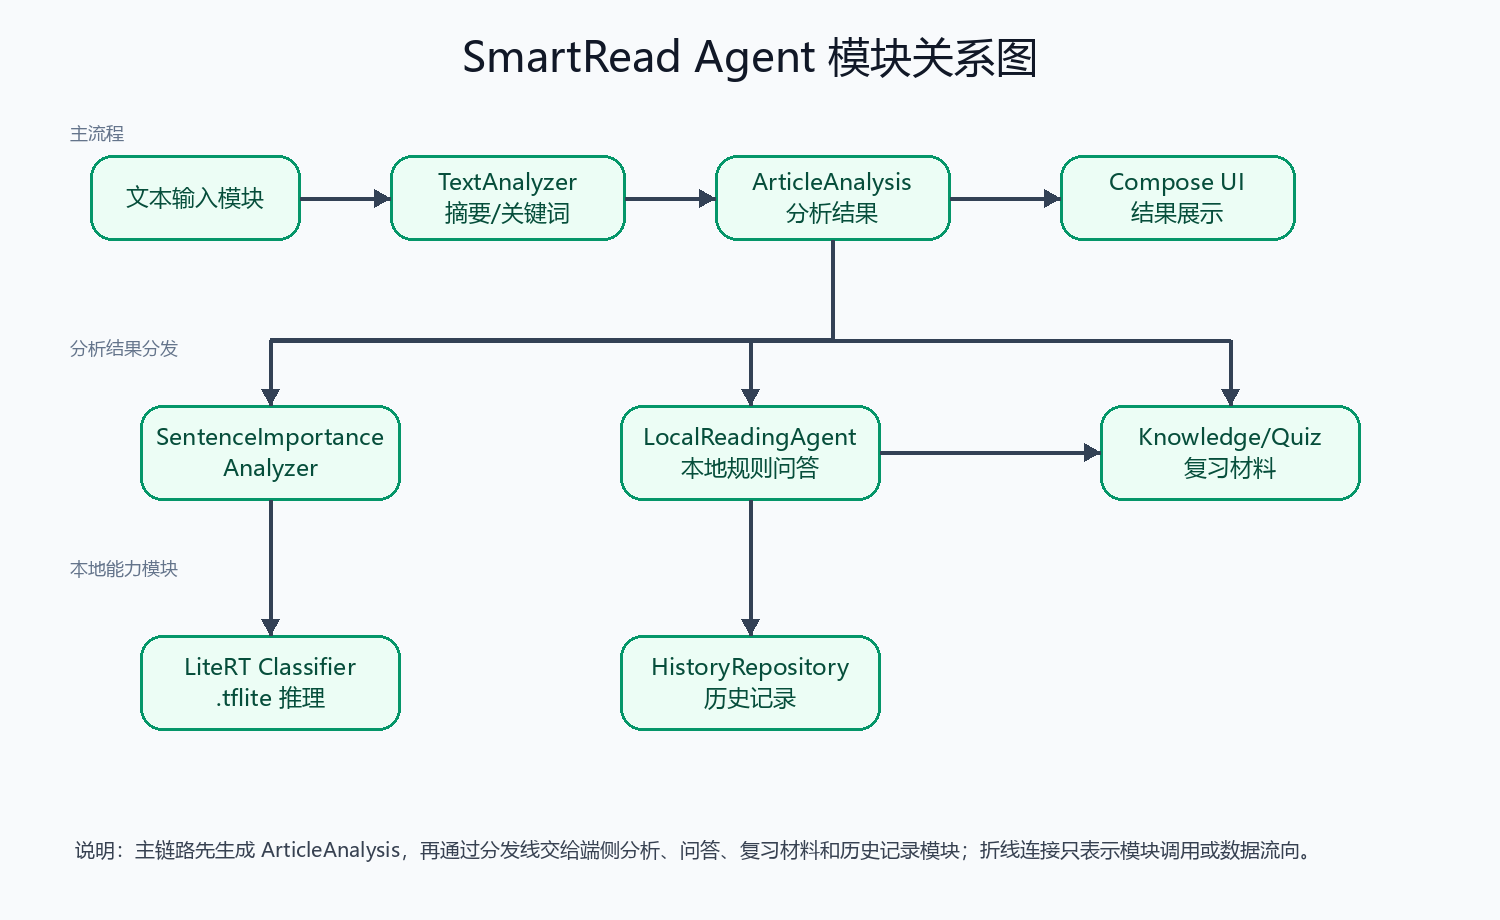 SmartRead Agent 模块关系图
主流程
文本输入模块
TextAnalyzer
摘要/关键词
ArticleAnalysis
分析结果
Compose UI
结果展示
分析结果分发
SentenceImportance
Analyzer
LocalReadingAgent
本地规则问答
Knowledge/Quiz
复习材料
本地能力模块
LiteRT Classifier
.tflite 推理
HistoryRepository
历史记录
说明：主链路先生成 ArticleAnalysis，再通过分发线交给端侧分析、问答、复习材料和历史记录模块；折线连接只表示模块调用或数据流向。